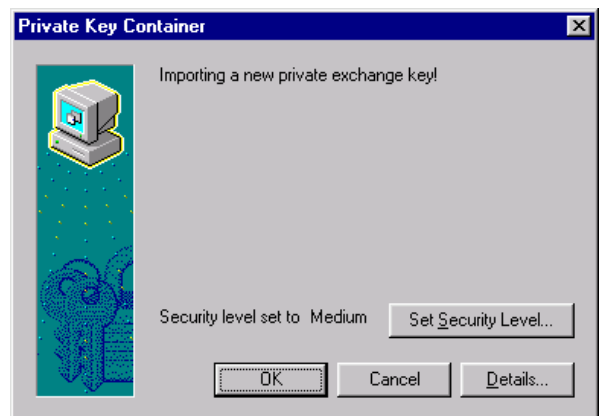 Private Key Container
Importing a new private exchange key!
Security level set to Medium Set Security Level...
OK Cancel Details...